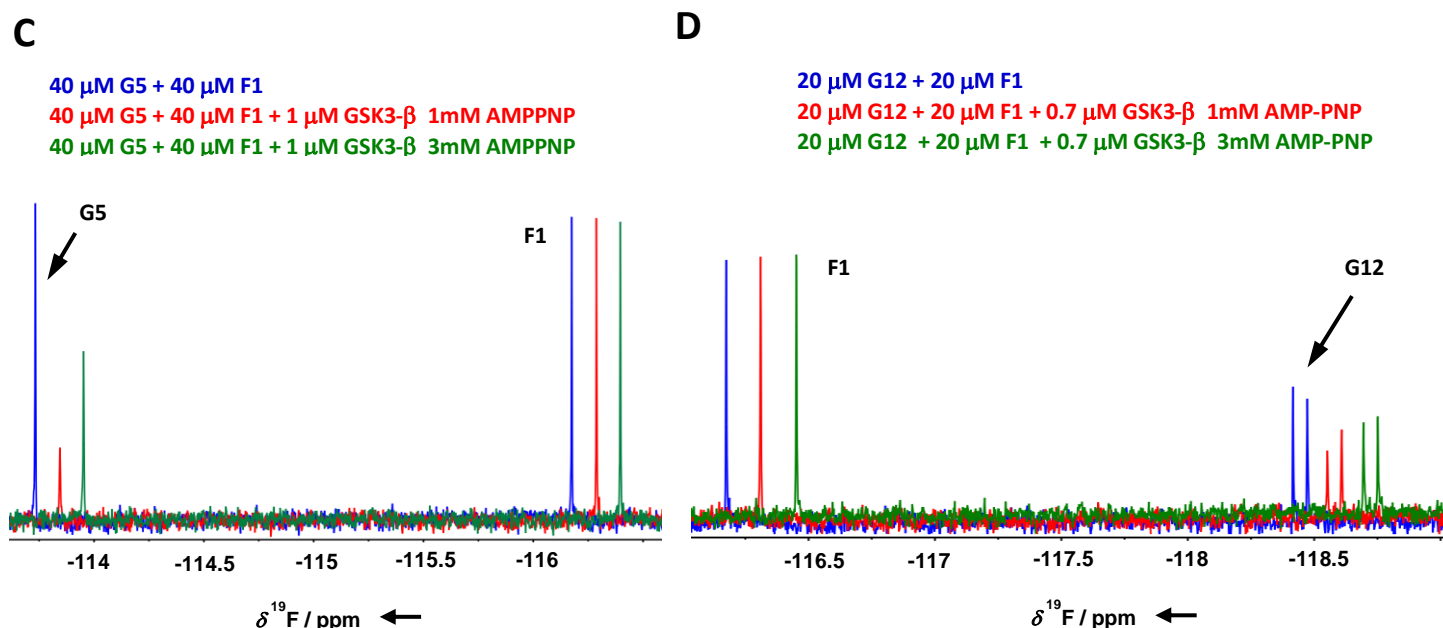 C
40 μM G5 + 40 μM F1
40 μM G5 + 40 μM F1 + 1 μM GSK3-β 1mM AMPPNP
40 μM G5 + 40 μM F1 + 1 μM GSK3-β 3mM AMPPNP
G5
F1
-114 -114.5 -115 -115.5 -116
δ ¹⁹F / ppm
D
20 μM G12 + 20 μM F1
20 μM G12 + 20 μM F1 + 0.7 μM GSK3-β 1mM AMP-PNP
20 μM G12 + 20 μM F1 + 0.7 μM GSK3-β 3mM AMP-PNP
F1
G12
-116.5 -117 -117.5 -118 -118.5
δ ¹⁹F / ppm